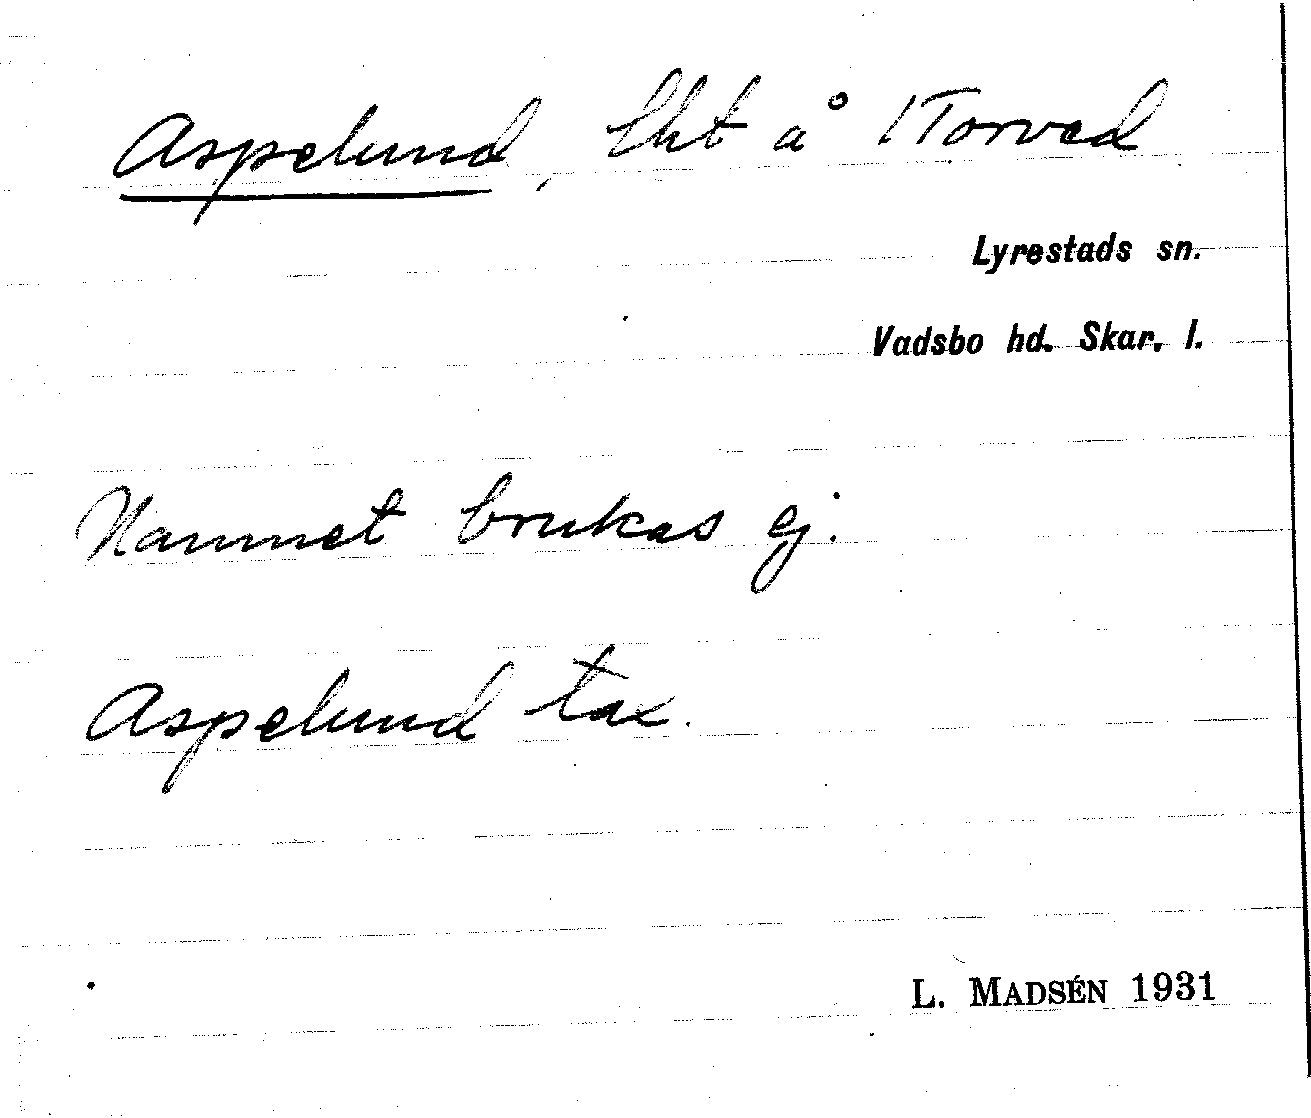 Aspelund, lht å 1 Torved
Lyrestads sn.
Vadsbo hd. Skar. l.
Namnet brukas ej.
Aspelund tax.
L. MADSÉN 1931